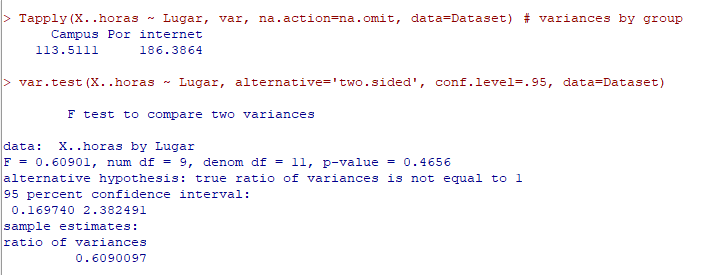 > Tapply(X..horas ~ Lugar, var, na.action=na.omit, data=Dataset) # variances by group
Campus Por internet
113.5111 186.3864
> var.test(X..horas ~ Lugar, alternative='two.sided', conf.level=.95, data=Dataset)
F test to compare two variances
data: X..horas by Lugar
F = 0.60901, num df = 9, denom df = 11, p-value = 0.4656
alternative hypothesis: true ratio of variances is not equal to 1
95 percent confidence interval:
0.169740 2.382491
sample estimates:
ratio of variances
0.6090097